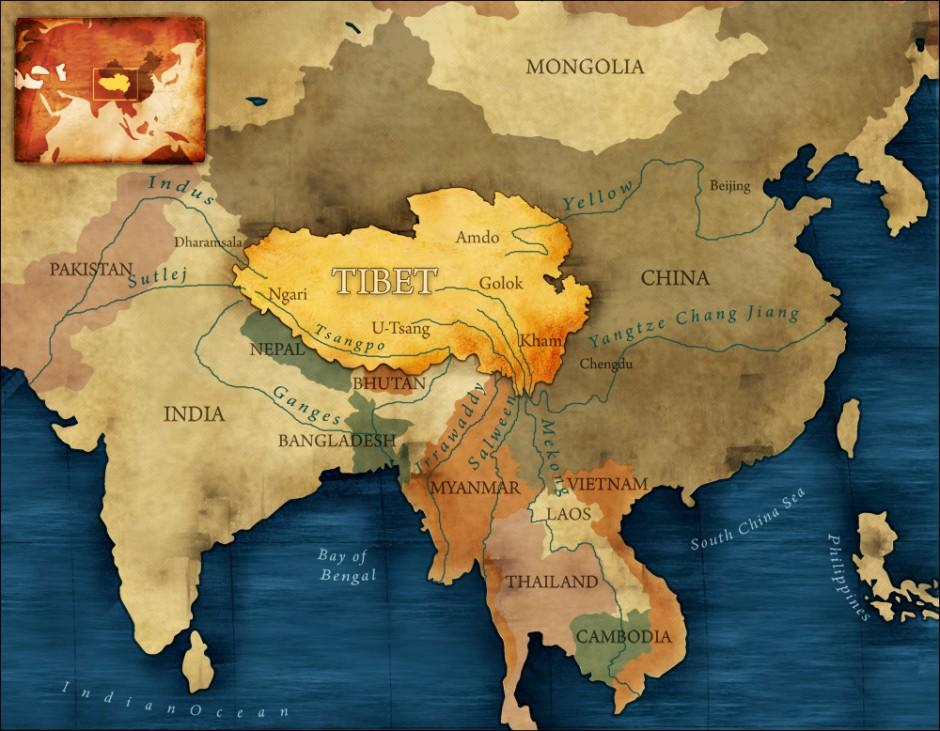 MONGOLIA
Yellow
Beijing
Indus
Dharamsala
Amdo
PAKISTAN
Sutlej
TIBET
Golok
CHINA
Ngari
U-Tsang
Tsangpo
Kham
Yangtze Chang Jiang
NEPAL
Chengdu
BHUTAN
Ganges
INDIA
BANGLADESH
Irrawaddy
Salween
Mekong
MYANMAR
VIETNAM
LAOS
South China Sea
Bay of
Bengal
Philippines
THAILAND
CAMBODIA
Indian Ocean